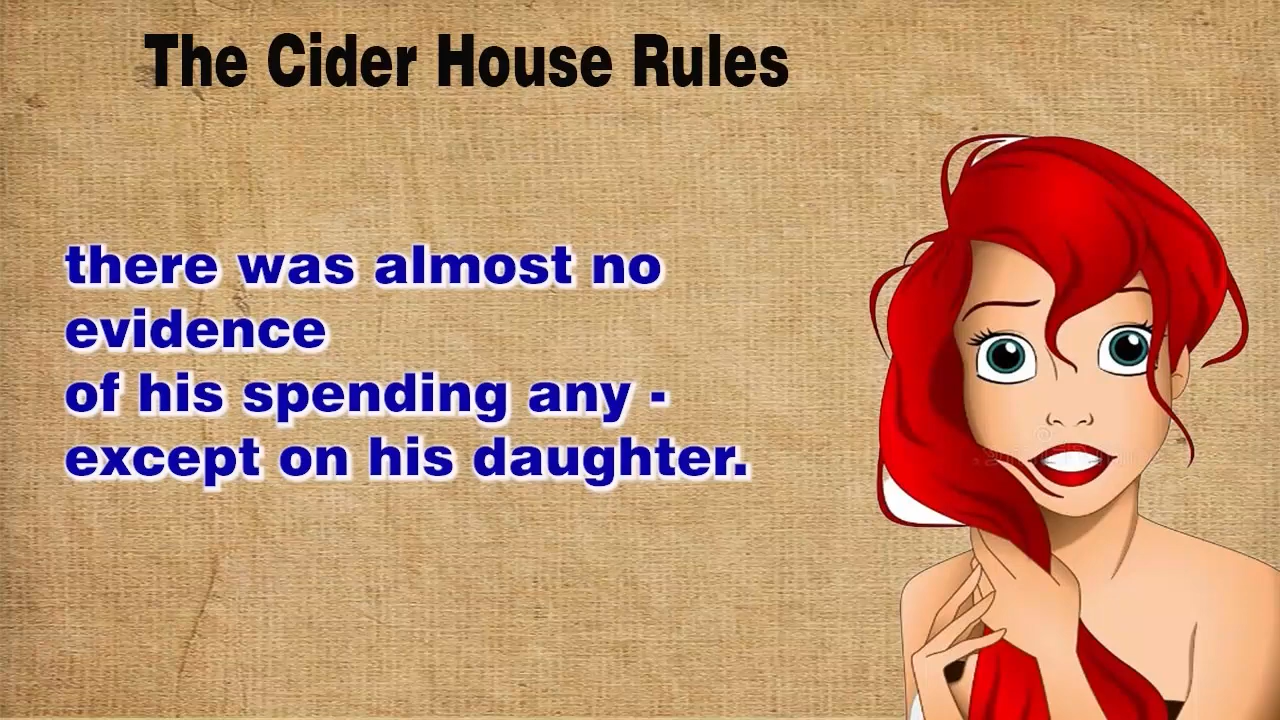 The Cider House Rules
there was almost no
evidence
of his spending any -
except on his daughter.